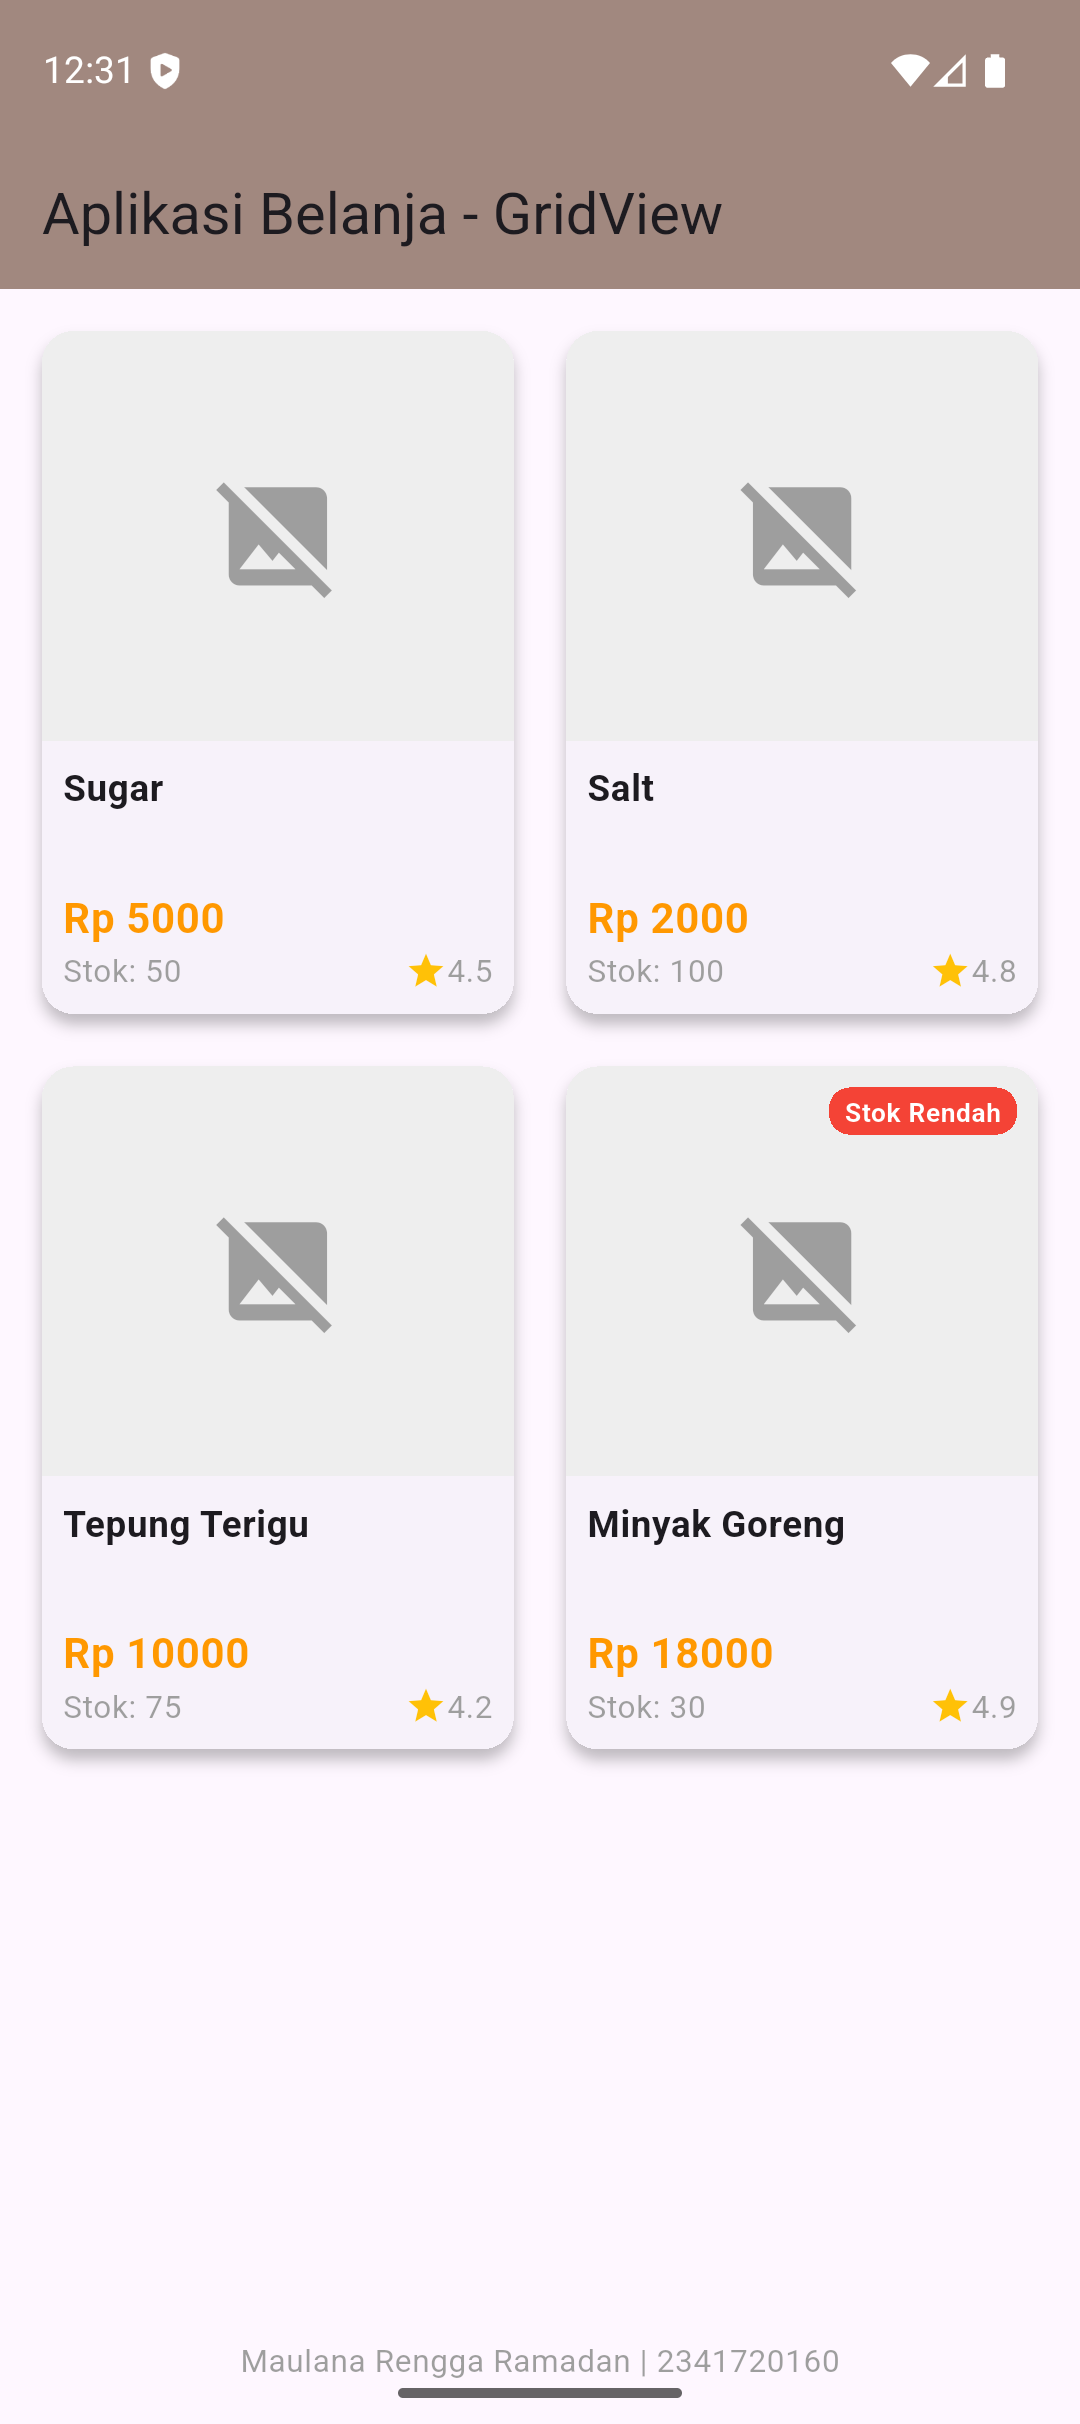 12:31
Aplikasi Belanja - GridView
Sugar
Rp 5000
Stok: 50
4.5
Salt
Rp 2000
Stok: 100
4.8
Tepung Terigu
Rp 10000
Stok: 75
4.2
Stok Rendah
Minyak Goreng
Rp 18000
Stok: 30
4.9
Maulana Rengga Ramadan | 2341720160